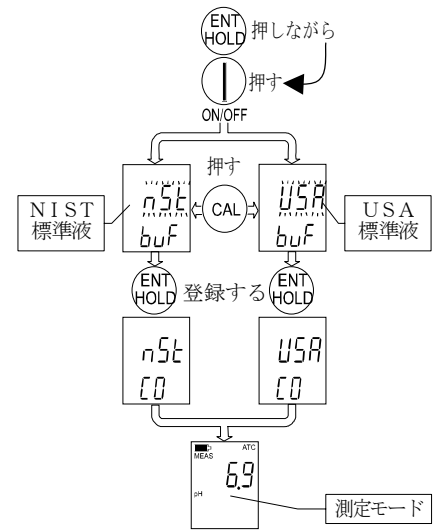 ENT
HOLD
押しながら
押す
ON/OFF
押す
NIST
標準液
nSt
buF
CAL
USA
buF
USA
標準液
ENT
HOLD
登録する
ENT
HOLD
nSt
CO
USA
CO
MEAS
ATC
6.9
pH
測定モード